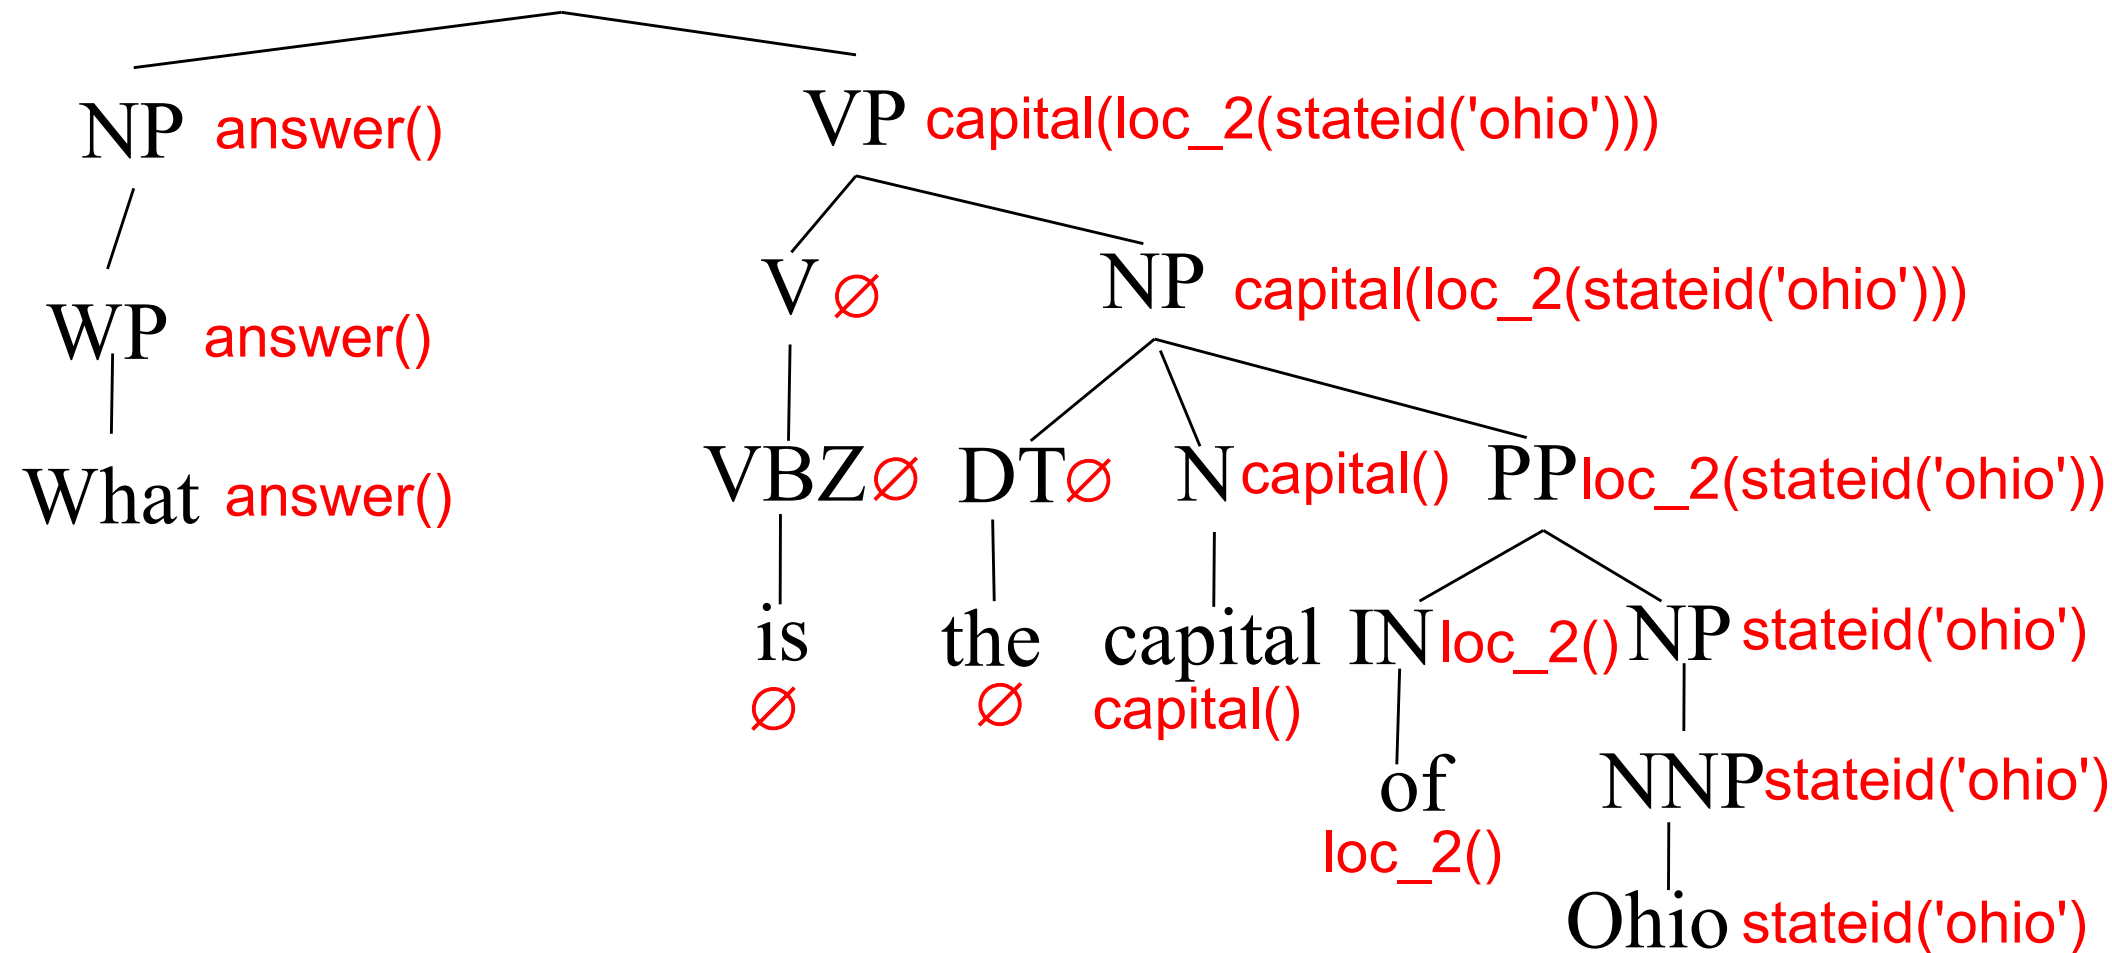 NP answer() VP capital(loc_2(stateid('ohio')))
V ∅ NP capital(loc_2(stateid('ohio')))
WP answer()
What answer() VBZ ∅ DT ∅ N capital() PP loc_2(stateid('ohio'))
is the capital IN loc_2() NP stateid('ohio')
∅ ∅ capital()
of NNP stateid('ohio')
loc_2()
Ohio stateid('ohio')